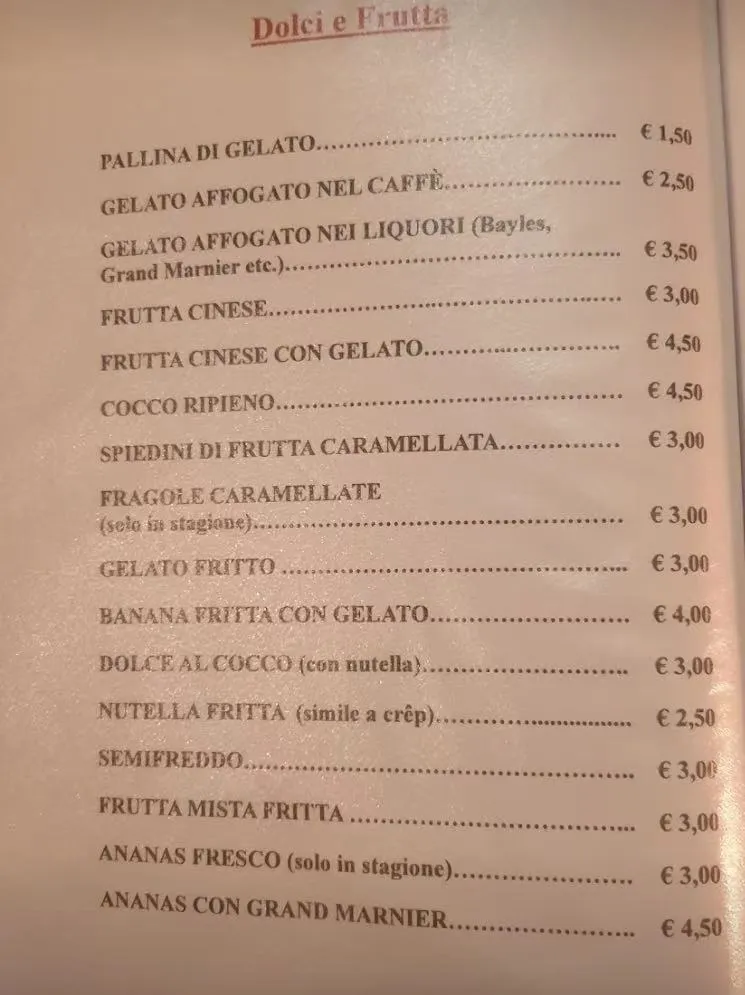 Dolci e Frutta
PALLINA DI GELATO.................................... € 1,50
GELATO AFFOGATO NEL CAFFÈ..................... € 2,50
GELATO AFFOGATO NEI LIQUORI (Bayles,
Grand Marnier etc.)........................................ € 3,50
FRUTTA CINESE.......................................... € 3,00
FRUTTA CINESE CON GELATO....................... € 4,50
COCCO RIPIENO......................................... € 4,50
SPIEDINI DI FRUTTA CARAMELLATA............... € 3,00
FRAGOLE CARAMELLATE
(solo in stagione)............................................ € 3,00
GELATO FRITTO ......................................... € 3,00
BANANA FRITTA CON GELATO....................... € 4,00
DOLCE AL COCCO (con nutella)........................ € 3,00
NUTELLA FRITTA (simile a crêp)....................... € 2,50
SEMIFREDDO............................................. € 3,00
FRUTTA MISTA FRITTA ................................. € 3,00
ANANAS FRESCO (solo in stagione).................... € 3,00
ANANAS CON GRAND MARNIER...................... € 4,50